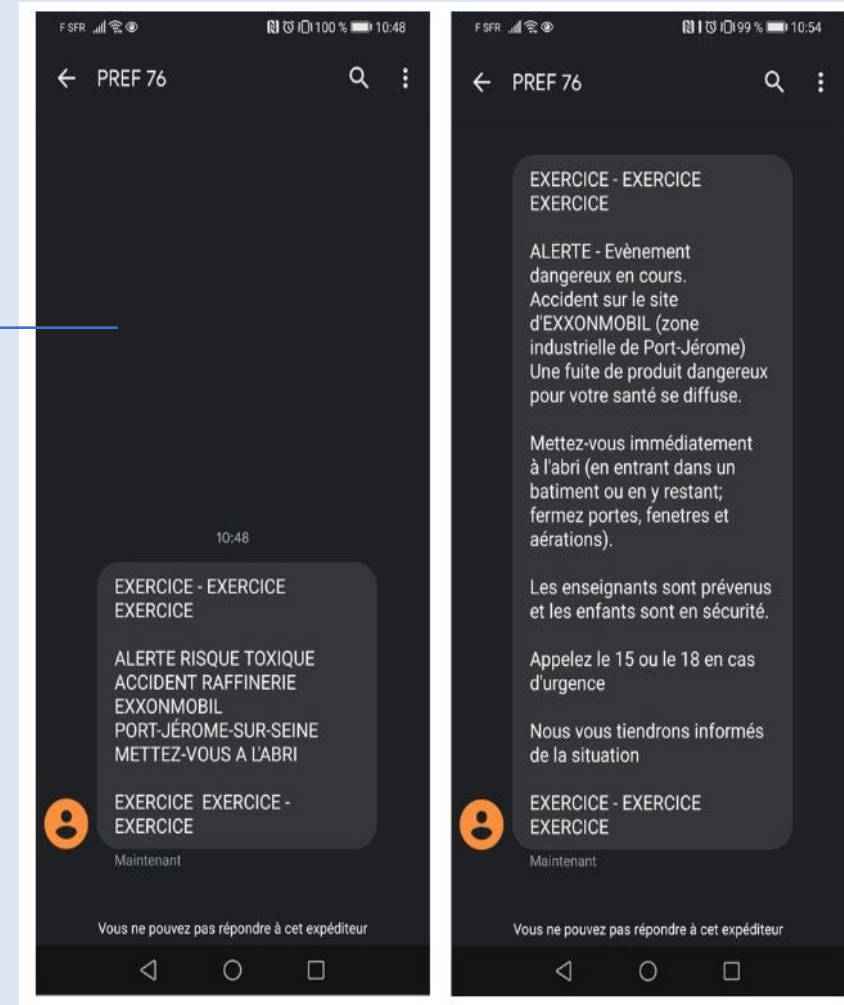 F SFR 100 % 10:48
PREF 76
10:48
EXERCICE - EXERCICE
EXERCICE
ALERTE RISQUE TOXIQUE
ACCIDENT RAFFINERIE
EXXONMOBIL
PORT-JÉROME-SUR-SEINE
METTEZ-VOUS A L'ABRI
EXERCICE EXERCICE -
EXERCICE
Maintenant
Vous ne pouvez pas répondre à cet expéditeur
F SFR 99 % 10:54
PREF 76
EXERCICE - EXERCICE
EXERCICE
ALERTE - Evènement
dangereux en cours.
Accident sur le site
d'EXXONMOBIL (zone
industrielle de Port-Jérome)
Une fuite de produit dangereux
pour votre santé se diffuse.
Mettez-vous immédiatement
à l'abri (en entrant dans un
batiment ou en y restant;
fermez portes, fenetres et
aérations).
Les enseignants sont prévenus
et les enfants sont en sécurité.
Appelez le 15 ou le 18 en cas
d'urgence
Nous vous tiendrons informés
de la situation
EXERCICE - EXERCICE
EXERCICE
Maintenant
Vous ne pouvez pas répondre à cet expéditeur